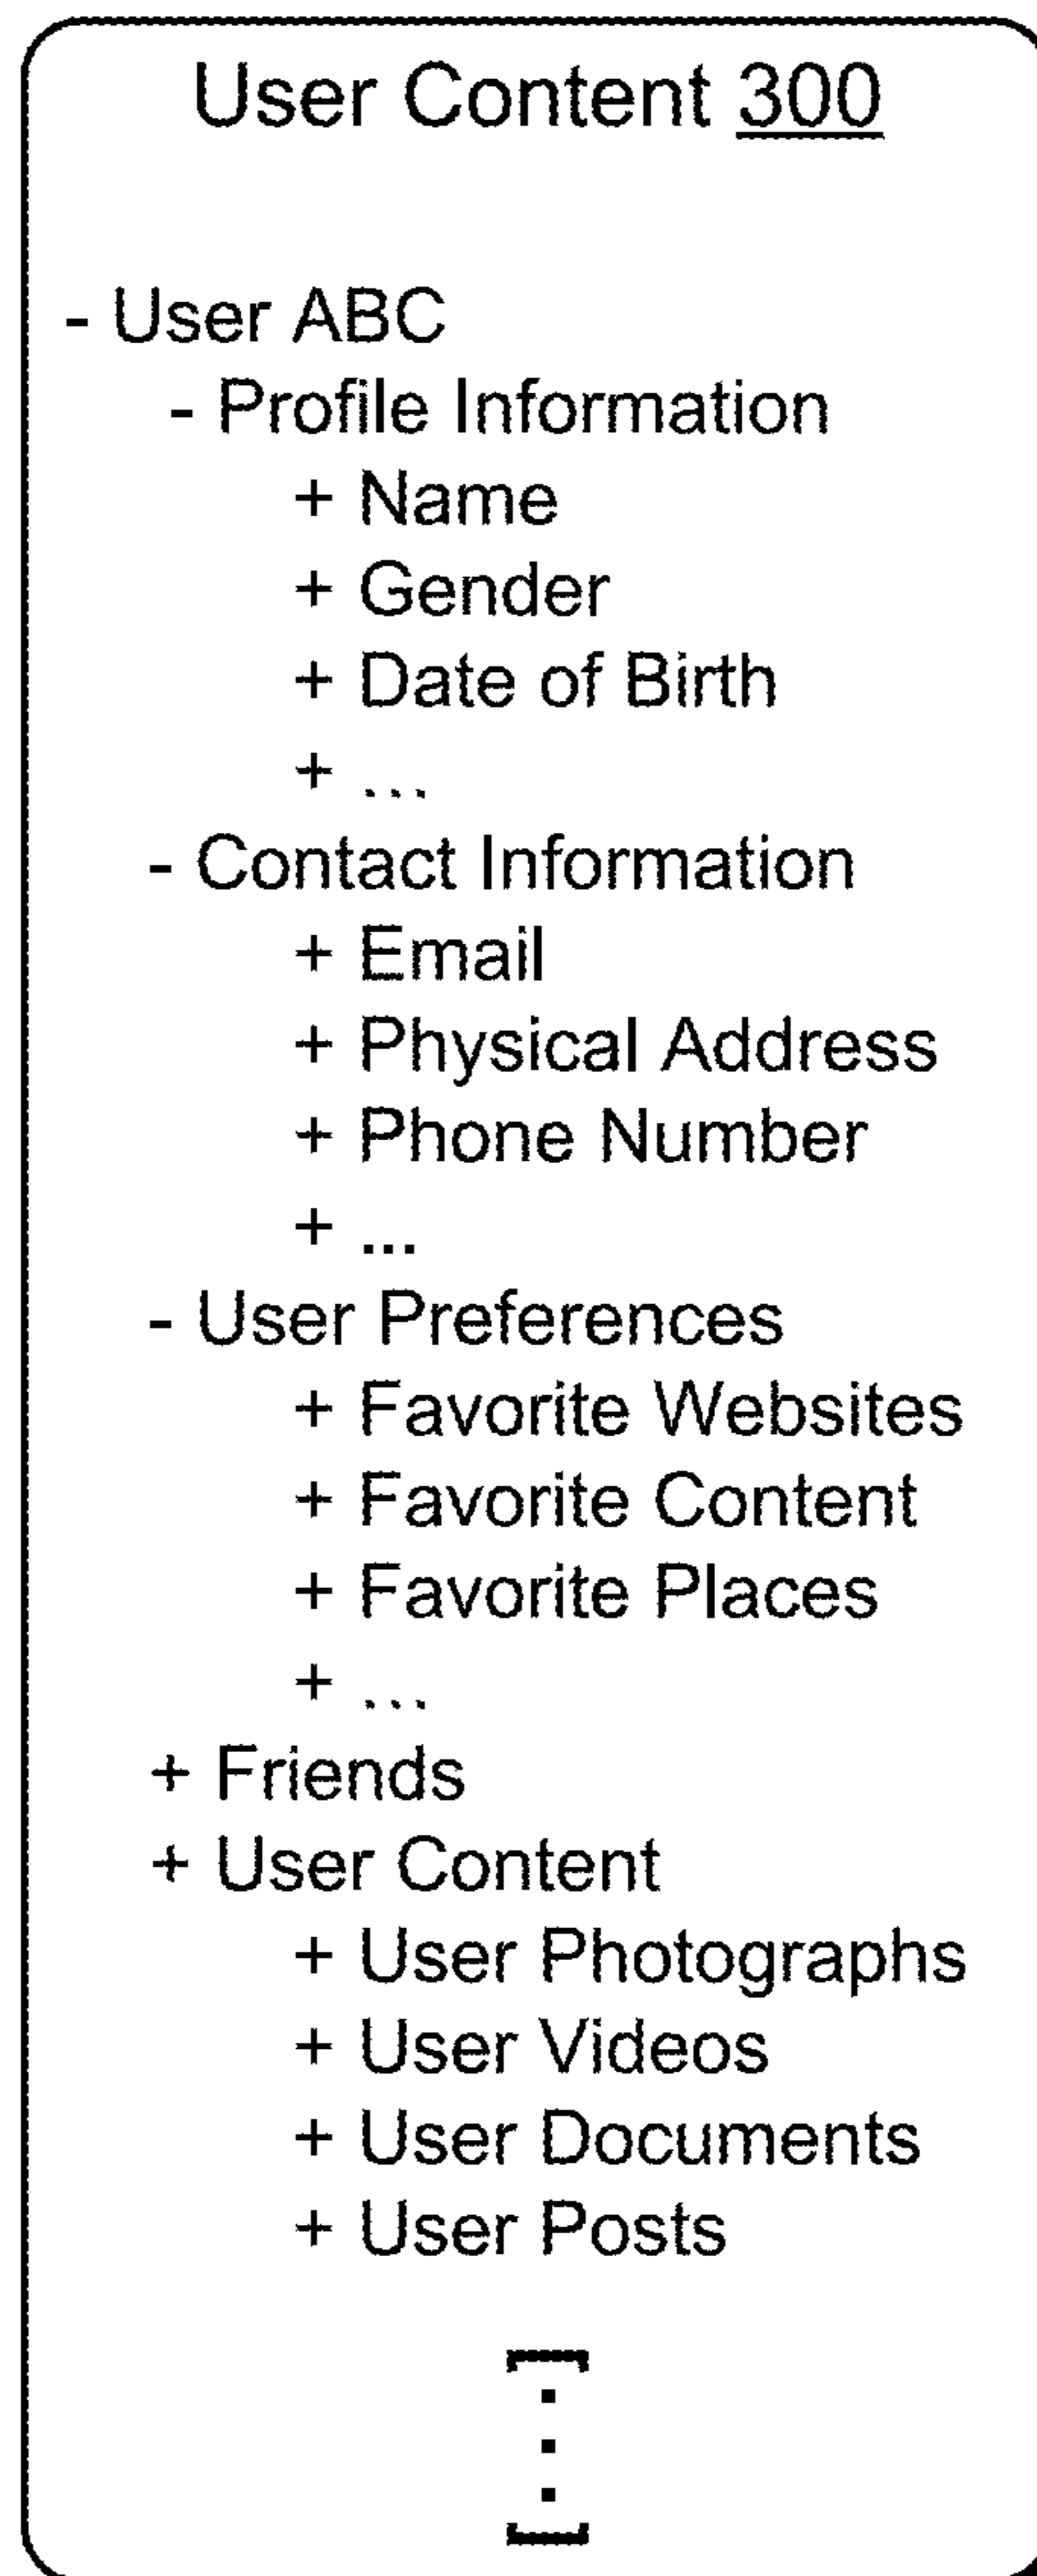 User Content 300
- User ABC
- Profile Information
+ Name
+ Gender
+ Date of Birth
+ ...
- Contact Information
+ Email
+ Physical Address
+ Phone Number
+ ...
- User Preferences
+ Favorite Websites
+ Favorite Content
+ Favorite Places
+ ...
+ Friends
+ User Content
+ User Photographs
+ User Videos
+ User Documents
+ User Posts